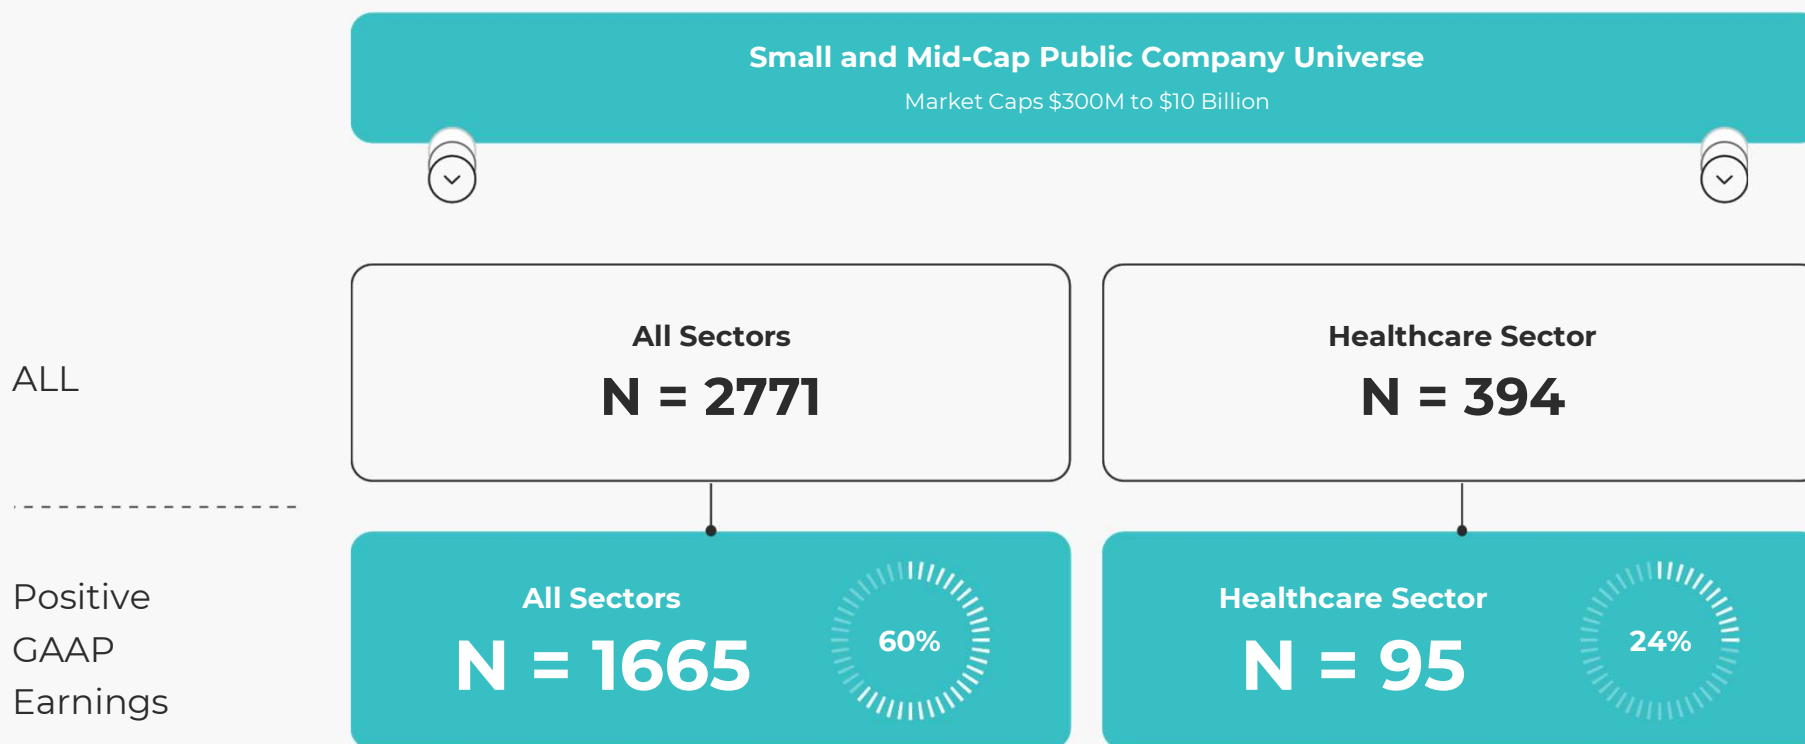 Small and Mid-Cap Public Company Universe
Market Caps $300M to $10 Billion
ALL
All Sectors
N = 2771
Healthcare Sector
N = 394
Positive
GAAP
Earnings
All Sectors
N = 1665
60%
Healthcare Sector
N = 95
24%